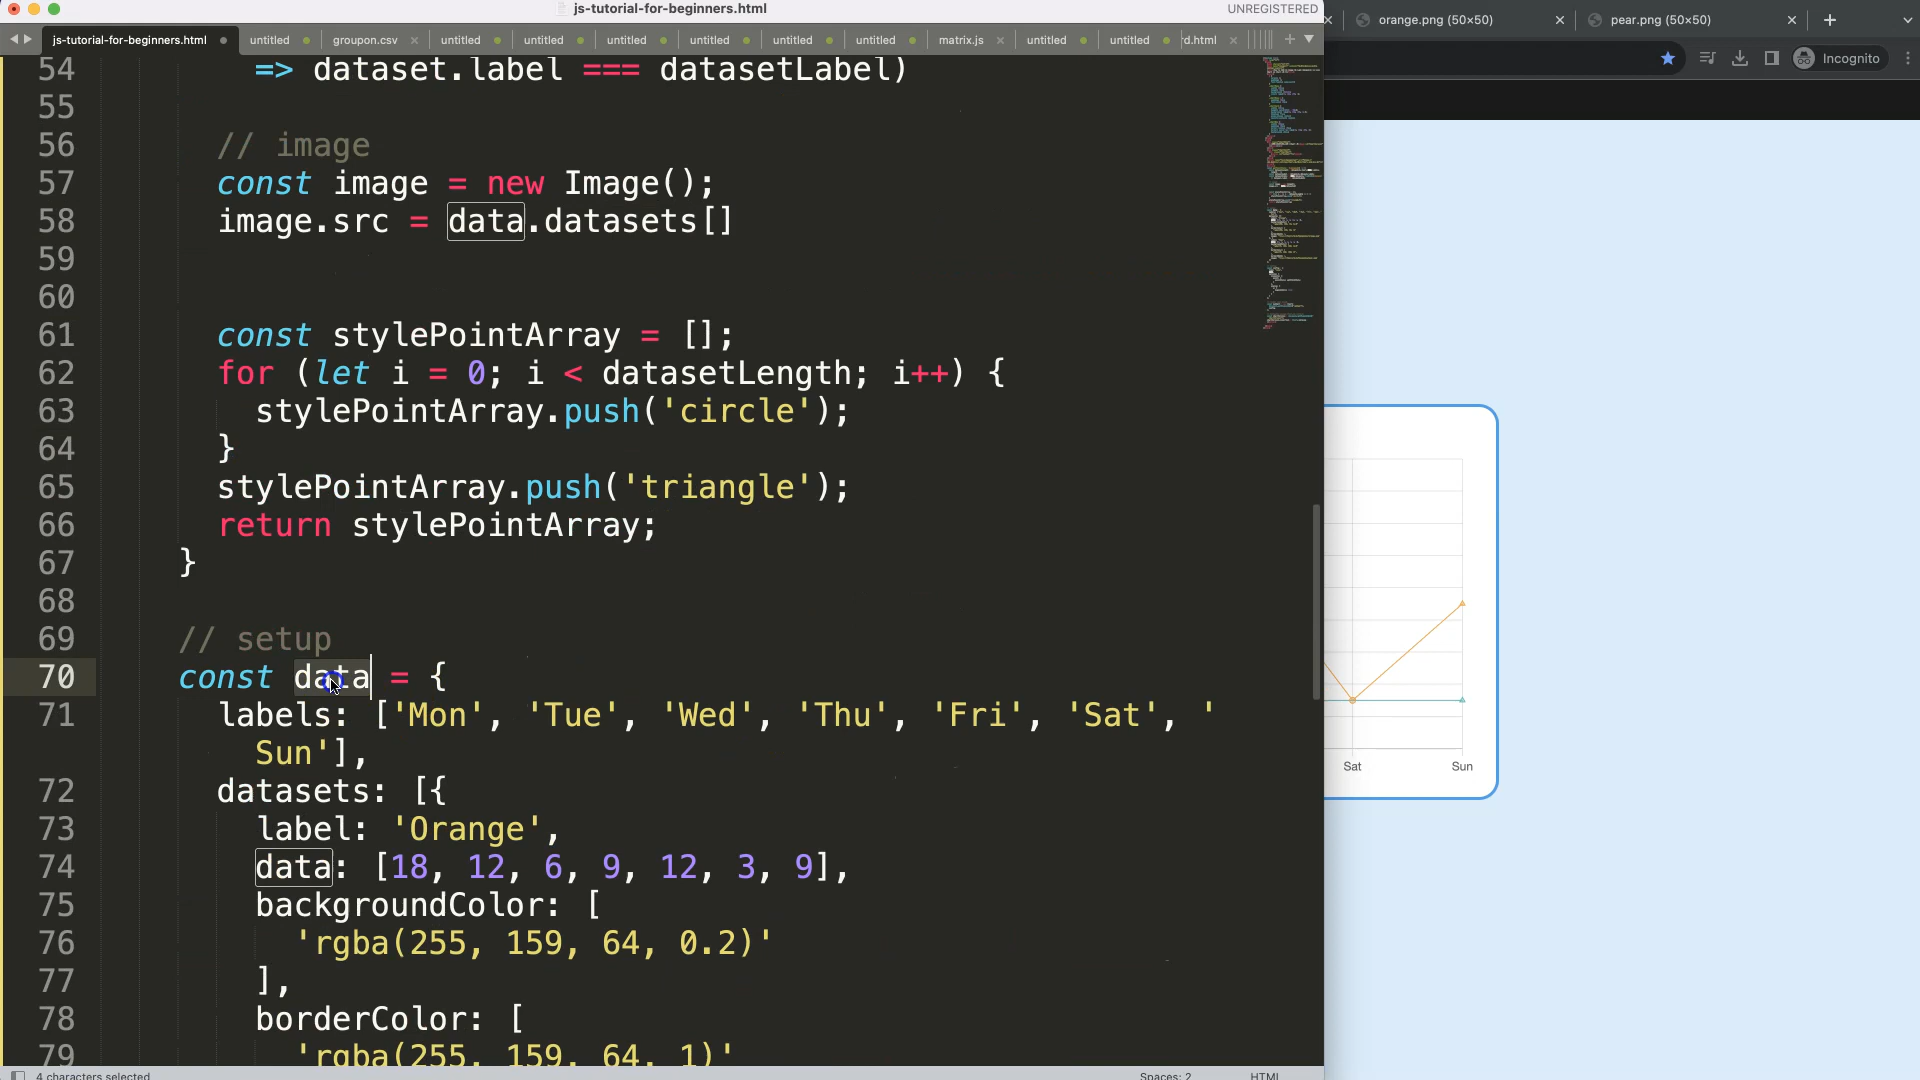 js-tutorial-for-beginners.html
UNREGISTERED
orange.png (50×50)
pear.png (50×50)
js-tutorial-for-beginners.html
untitled
groupon.csv
untitled
untitled
untitled
untitled
untitled
untitled
matrix.js
untitled
untitled
rd.html
Incognito
54 => dataset.label === datasetLabel)
55
56 // image
57 const image = new Image();
58 image.src = data.datasets[]
59
60
61 const stylePointArray = [];
62 for (let i = 0; i < datasetLength; i++) {
63 stylePointArray.push('circle');
64 }
65 stylePointArray.push('triangle');
66 return stylePointArray;
67 }
68
69 // setup
70 const data = {
71 labels: ['Mon', 'Tue', 'Wed', 'Thu', 'Fri', 'Sat', '
Sun'],
72 datasets: [{
73 label: 'Orange',
74 data: [18, 12, 6, 9, 12, 3, 9],
75 backgroundColor: [
76 'rgba(255, 159, 64, 0.2)'
77 ],
78 borderColor: [
79 'rgba(255, 159, 64, 1)'
Sat
Sun
4 characters selected
Spaces: 2
HTML